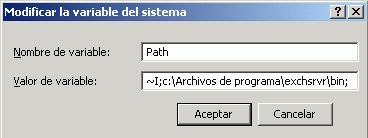 Modificar la variable del sistema
Nombre de variable: Path
Valor de variable: ~I;c:\Archivos de programa\exchsrvr\bin;
Aceptar Cancelar